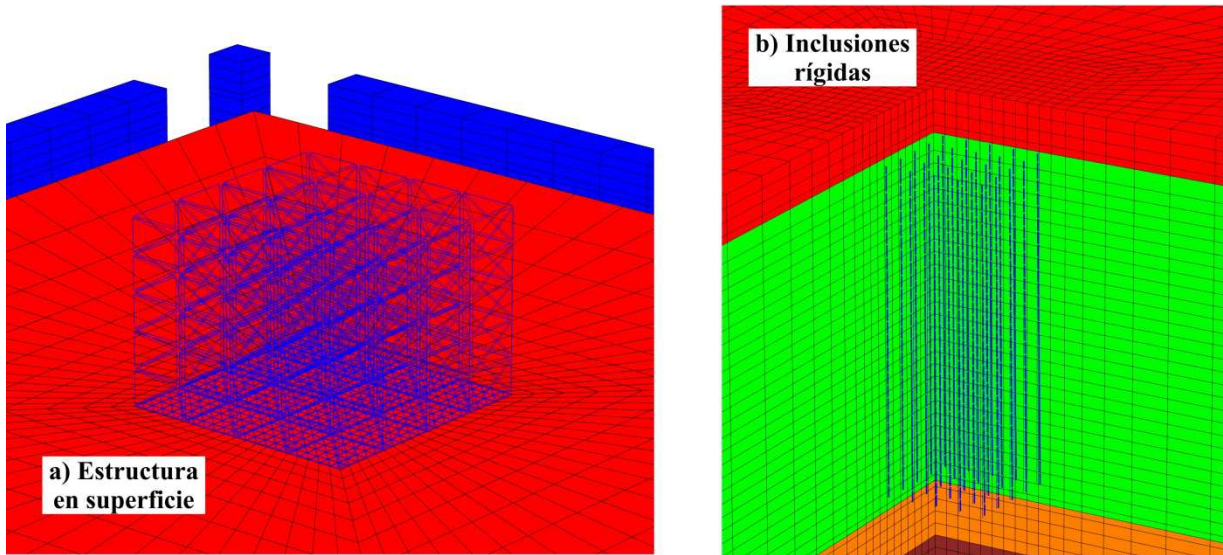 b) Inclusiones
rígidas
a) Estructura
en superficie